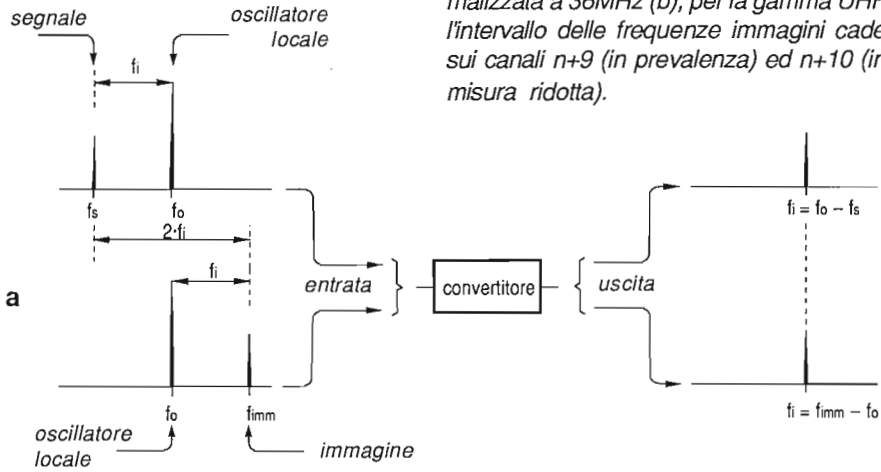 malizzata a 36MHz (b), per la gamma UHF
l'intervallo delle frequenze immagini cade
sui canali n+9 (in prevalenza) ed n+10 (in
misura ridotta).
segnale
oscillatore
locale
fi
fs
fo
2·fi
fi
a
entrata
convertitore
uscita
fi = fo – fs
fo
fimm
fi = fimm – fo
oscillatore
locale
immagine